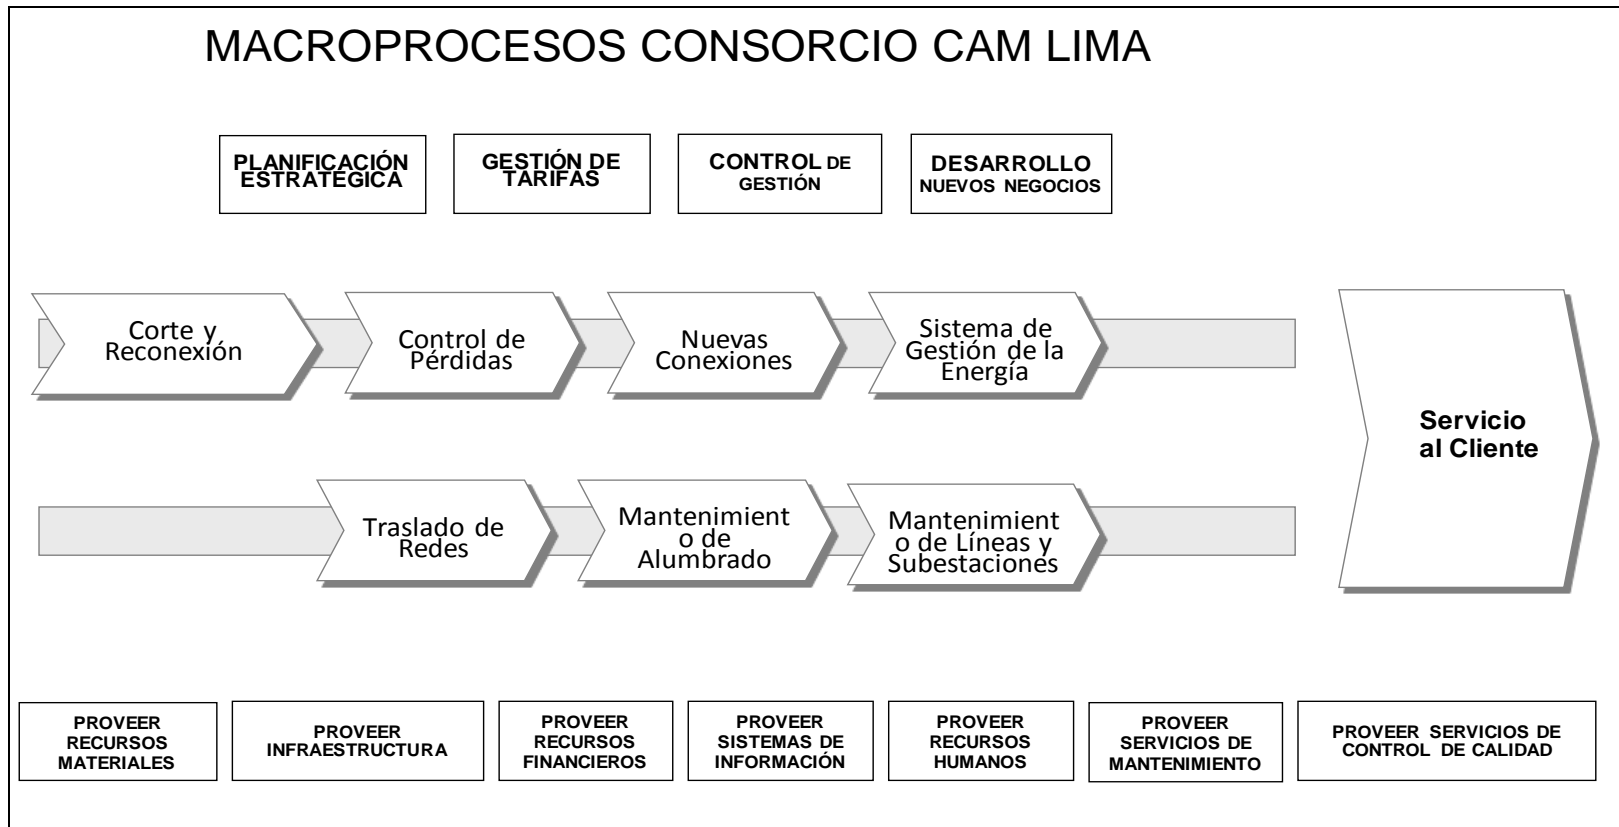 MACROPROCESOS CONSORCIO CAM LIMA
PLANIFICACIÓN
ESTRATÉGICA
GESTIÓN DE
TARIFAS
CONTROL DE
GESTIÓN
DESARROLLO
NUEVOS NEGOCIOS
Corte y
Reconexión
Control de
Pérdidas
Nuevas
Conexiones
Sistema de
Gestión de la
Energía
Servicio
al Cliente
Traslado de
Redes
Mantenimient
o de
Alumbrado
Mantenimient
o de Líneas y
Subestaciones
PROVEER
RECURSOS
MATERIALES
PROVEER
INFRAESTRUCTURA
PROVEER
RECURSOS
FINANCIEROS
PROVEER
SISTEMAS DE
INFORMACIÓN
PROVEER
RECURSOS
HUMANOS
PROVEER
SERVICIOS DE
MANTENIMIENTO
PROVEER SERVICIOS DE
CONTROL DE CALIDAD